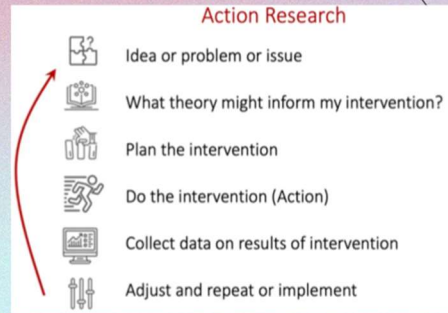 Action Research
Idea or problem or issue
What theory might inform my intervention?
Plan the intervention
Do the intervention (Action)
Collect data on results of intervention
Adjust and repeat or implement